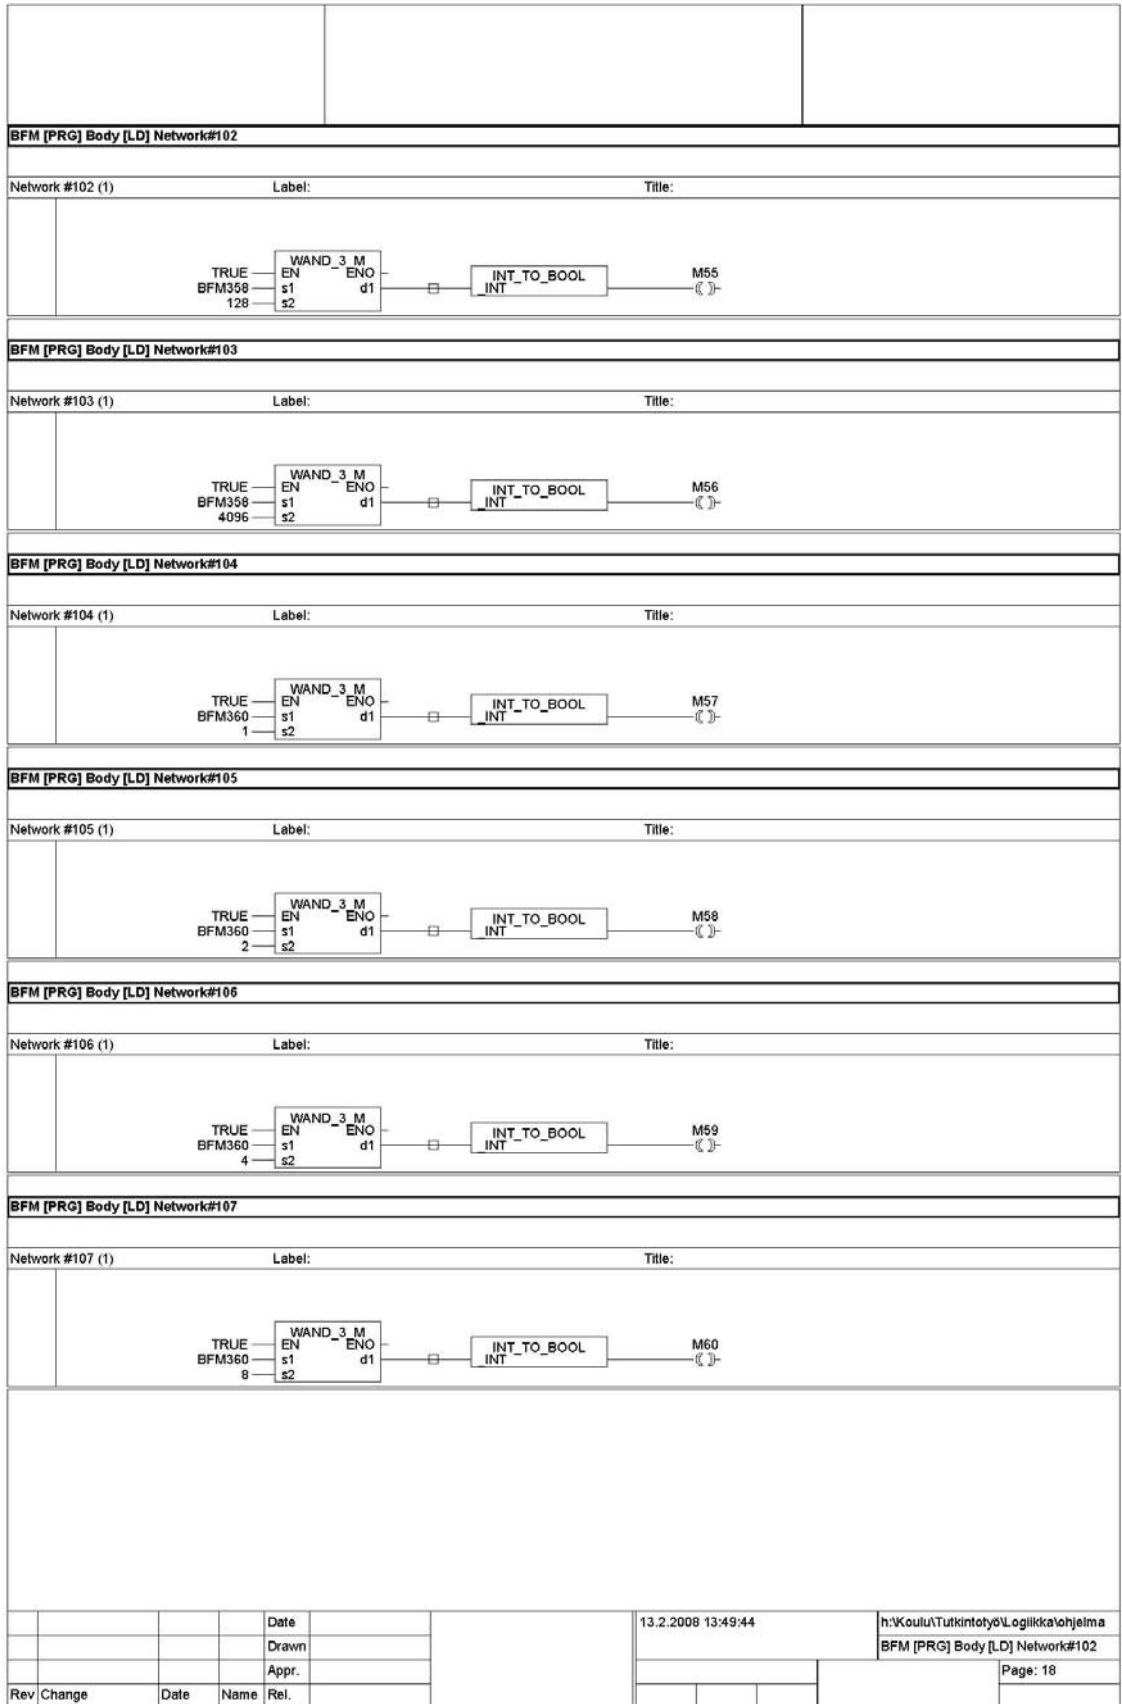 BFM [PRG] Body [LD] Network#102
Network #102 (1) Label: Title:
WAND_3_M
TRUE EN ENO INT_TO_BOOL M55
BFM358 s1 d1 _INT
128 s2
BFM [PRG] Body [LD] Network#103
Network #103 (1) Label: Title:
WAND_3_M
TRUE EN ENO INT_TO_BOOL M56
BFM358 s1 d1 _INT
4096 s2
BFM [PRG] Body [LD] Network#104
Network #104 (1) Label: Title:
WAND_3_M
TRUE EN ENO INT_TO_BOOL M57
BFM360 s1 d1 _INT
1 s2
BFM [PRG] Body [LD] Network#105
Network #105 (1) Label: Title:
WAND_3_M
TRUE EN ENO INT_TO_BOOL M58
BFM360 s1 d1 _INT
2 s2
BFM [PRG] Body [LD] Network#106
Network #106 (1) Label: Title:
WAND_3_M
TRUE EN ENO INT_TO_BOOL M59
BFM360 s1 d1 _INT
4 s2
BFM [PRG] Body [LD] Network#107
Network #107 (1) Label: Title:
WAND_3_M
TRUE EN ENO INT_TO_BOOL M60
BFM360 s1 d1 _INT
8 s2
Date 13.2.2008 13:49:44 h:\Koulu\Tutkintotyö\Logiikka\ohjelma
Drawn BFM [PRG] Body [LD] Network#102
Appr. Page: 18
Rev Change Date Name Rel.